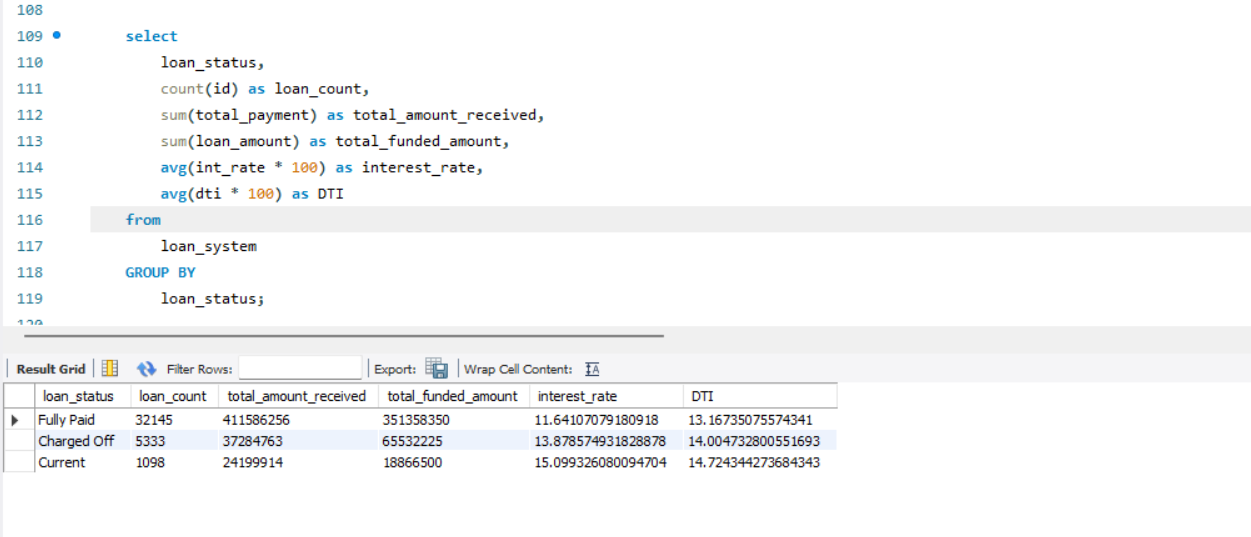 108
109 select
110 loan_status,
111 count(id) as loan_count,
112 sum(total_payment) as total_amount_received,
113 sum(loan_amount) as total_funded_amount,
114 avg(int_rate * 100) as interest_rate,
115 avg(dti * 100) as DTI
116 from
117 loan_system
118 GROUP BY
119 loan_status;
120
Result Grid Filter Rows: Export: Wrap Cell Content: IA
loan_status loan_count total_amount_received total_funded_amount interest_rate DTI
Fully Paid 32145 411586256 351358350 11.64107079180918 13.16735075574341
Charged Off 5333 37284763 65532225 13.878574931828878 14.004732800551693
Current 1098 24199914 18866500 15.099326080094704 14.724344273684343